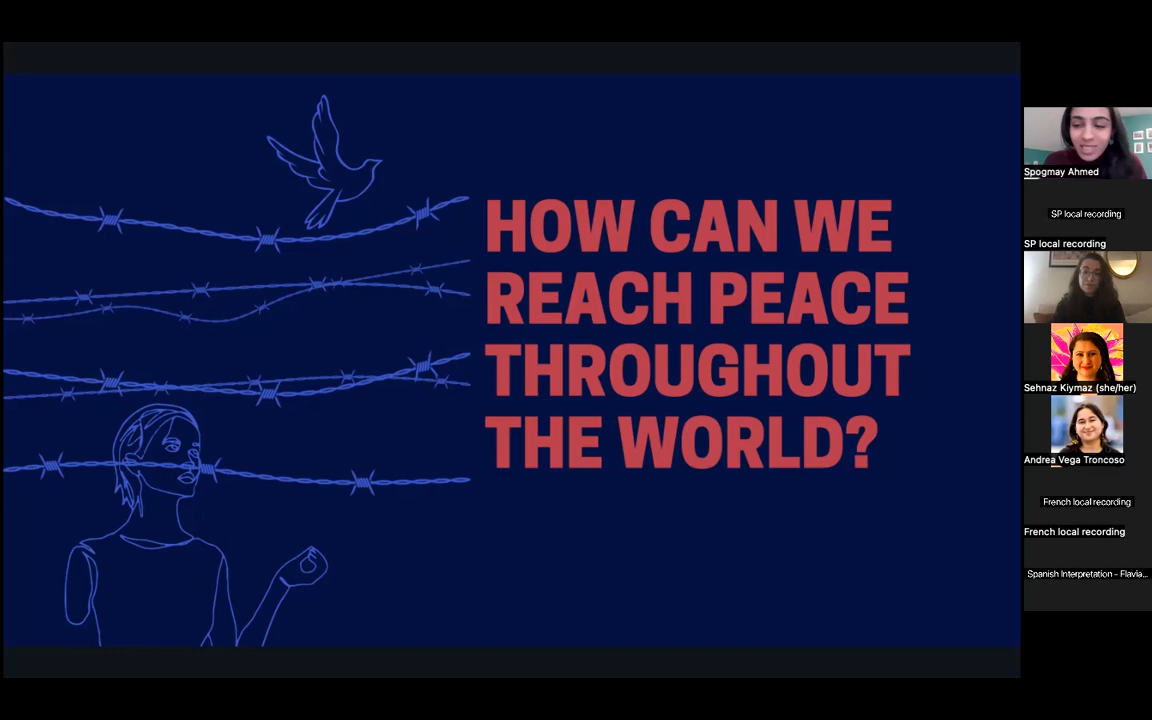 HOW CAN WE
REACH PEACE
THROUGHOUT
THE WORLD?
Spogmay Ahmed
SP local recording
SP local recording
Sehnaz Kiymaz (she/her)
Andrea Vega Troncoso
French local recording
French local recording
Spanish Interpretation - Flavia...